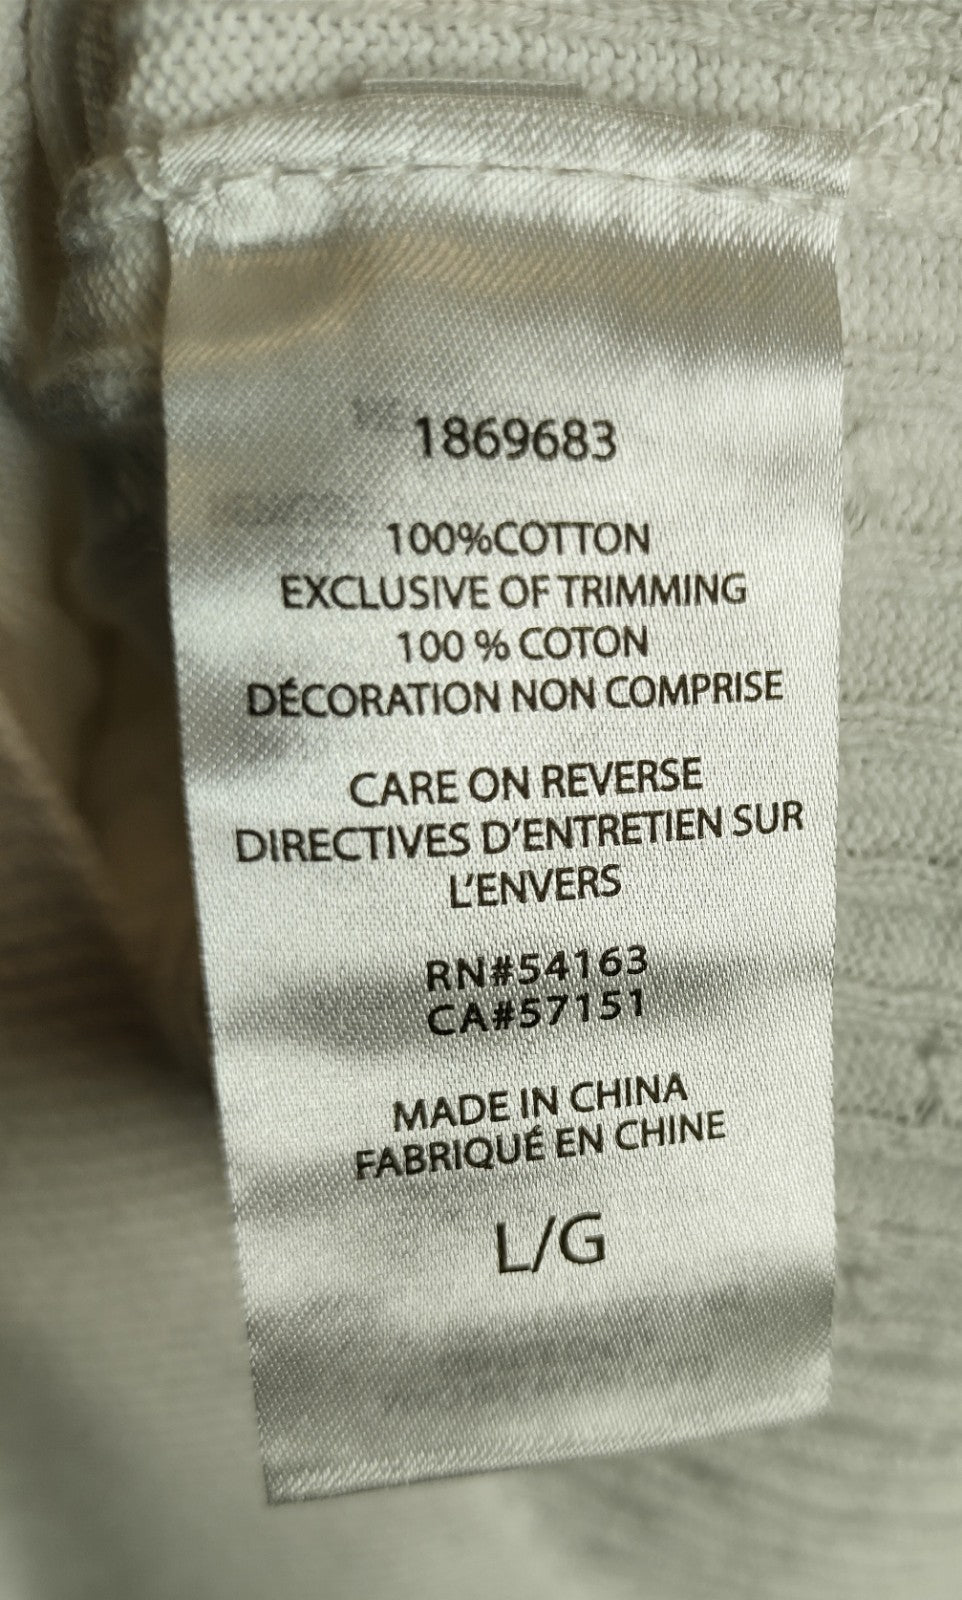 1869683
100%COTTON
EXCLUSIVE OF TRIMMING
100 % COTON
DÉCORATION NON COMPRISE
CARE ON REVERSE
DIRECTIVES D'ENTRETIEN SUR
L'ENVERS
RN#54163
CA#57151
MADE IN CHINA
FABRIQUÉ EN CHINE
L/G